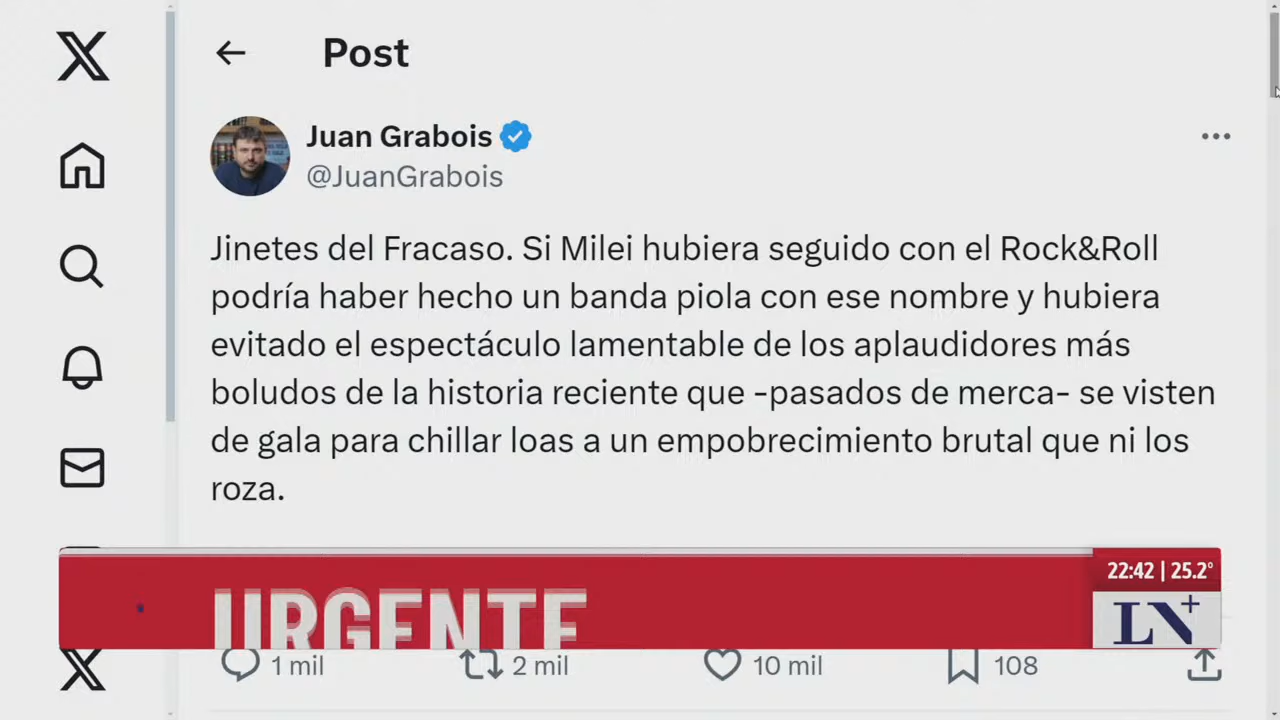 Post
Juan Grabois
@JuanGrabois
Jinetes del Fracaso. Si Milei hubiera seguido con el Rock&Roll
podría haber hecho un banda piola con ese nombre y hubiera
evitado el espectáculo lamentable de los aplaudidores más
boludos de la historia reciente que -pasados de merca- se visten
de gala para chillar loas a un empobrecimiento brutal que ni los
roza.
22:42 | 25.2°
URGENTE
LN+
1 mil 2 mil 10 mil 108